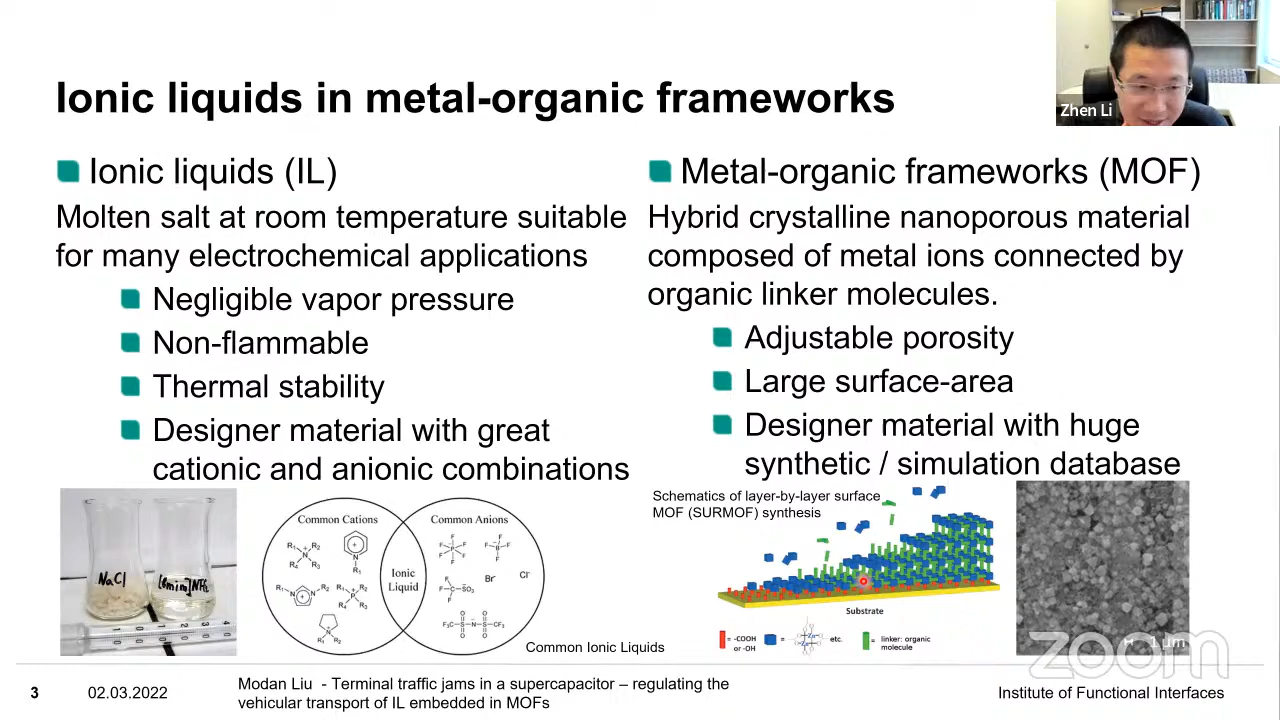 Zhen Li
Ionic liquids in metal-organic frameworks
Ionic liquids (IL)
Molten salt at room temperature suitable
for many electrochemical applications
Negligible vapor pressure
Non-flammable
Thermal stability
Designer material with great
cationic and anionic combinations
Metal-organic frameworks (MOF)
Hybrid crystalline nanoporous material
composed of metal ions connected by
organic linker molecules.
Adjustable porosity
Large surface-area
Designer material with huge
synthetic / simulation database
NaCl
Common Cations
Common Anions
Ionic
Liquid
Br⁻
Cl⁻
Common Ionic Liquids
Schematics of layer-by-layer surface
MOF (SURMOF) synthesis
Substrate
= -COOH
or -OH
etc.
= linker: organic
molecule
1 µm
zoom
3
02.03.2022
Modan Liu - Terminal traffic jams in a supercapacitor – regulating the
vehicular transport of IL embedded in MOFs
Institute of Functional Interfaces